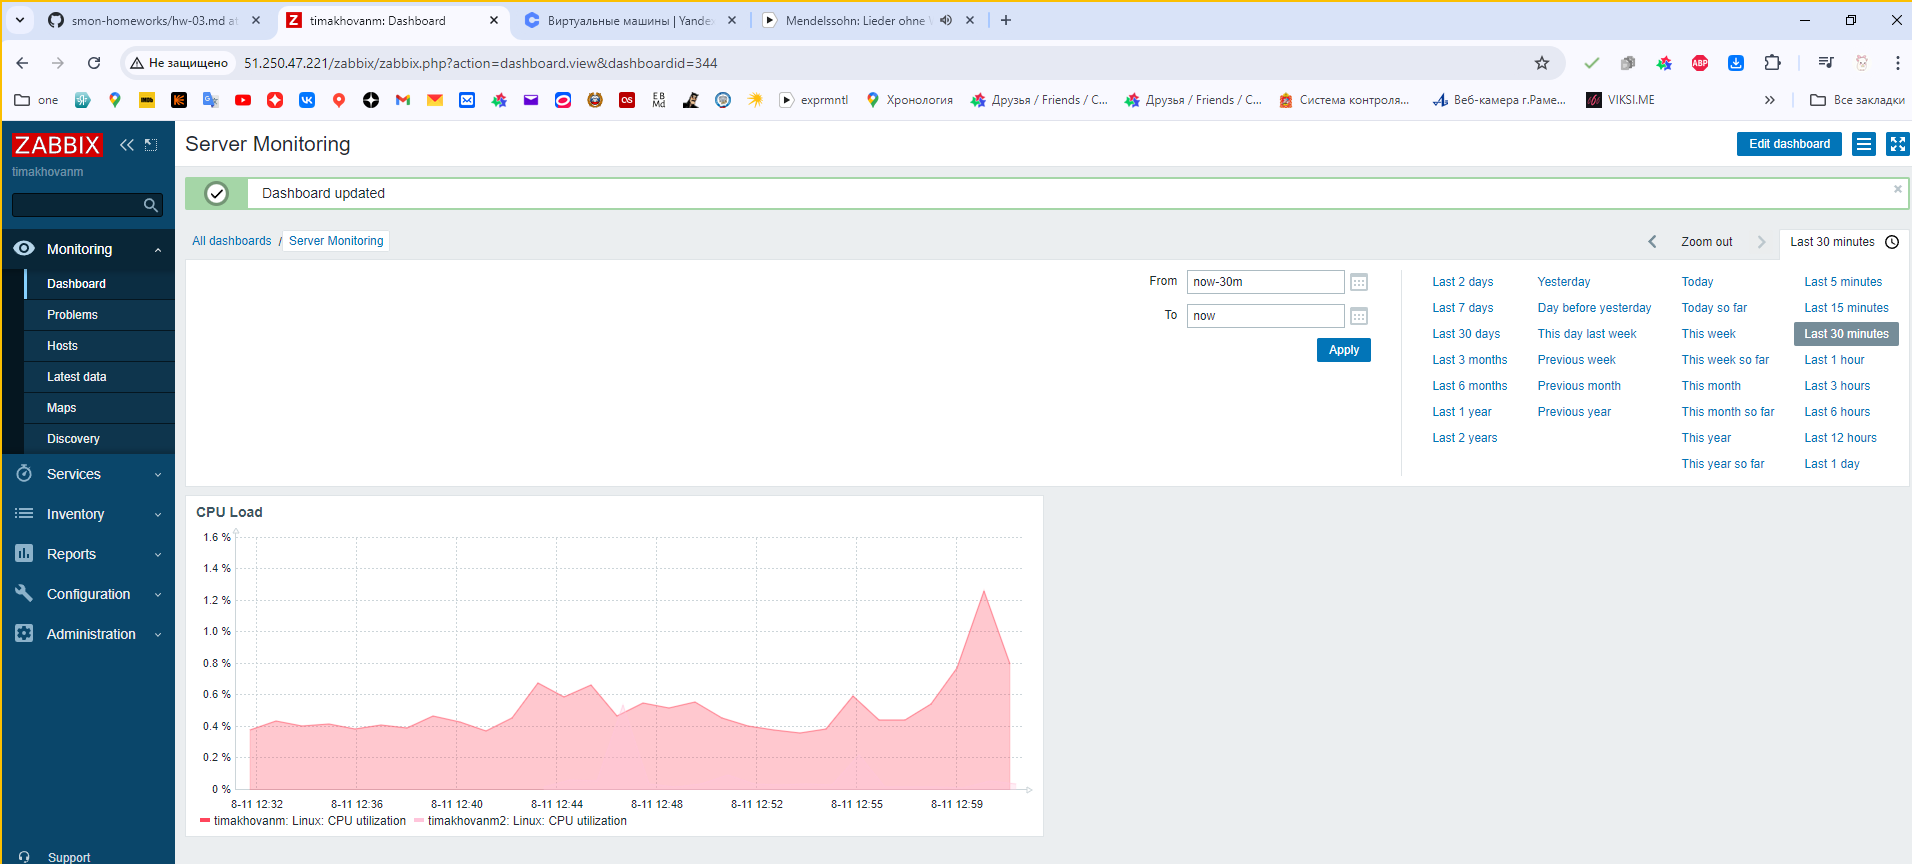 smon-homeworks/hw-03.md at
timakhovanm: Dashboard
Виртуальные машины | Yande
Mendelssohn: Lieder ohne
Не защищено
51.250.47.221/zabbix/zabbix.php?action=dashboard.view&dashboardid=344
ABP
one
IMDb
EB
Md
exprmntl
Хронология
Друзья / Friends / С...
Друзья / Friends / С...
Система контроля...
Веб-камера г.Раме...
VIKSI.ME
Все закладки
ZABBIX
timakhovanm
Monitoring
Dashboard
Problems
Hosts
Latest data
Maps
Discovery
Services
Inventory
Reports
Configuration
Administration
Support
Server Monitoring
Edit dashboard
Dashboard updated
All dashboards / Server Monitoring
Zoom out
Last 30 minutes
From now-30m
To now
Apply
Last 2 days Yesterday Today Last 5 minutes
Last 7 days Day before yesterday Today so far Last 15 minutes
Last 30 days This day last week This week Last 30 minutes
Last 3 months Previous week This week so far Last 1 hour
Last 6 months Previous month This month Last 3 hours
Last 1 year Previous year This month so far Last 6 hours
Last 2 years This year Last 12 hours
This year so far Last 1 day
CPU Load
1.6 %
1.4 %
1.2 %
1.0 %
0.8 %
0.6 %
0.4 %
0.2 %
0 %
8-11 12:32 8-11 12:36 8-11 12:40 8-11 12:44 8-11 12:48 8-11 12:52 8-11 12:55 8-11 12:59
timakhovanm: Linux: CPU utilization timakhovanm2: Linux: CPU utilization